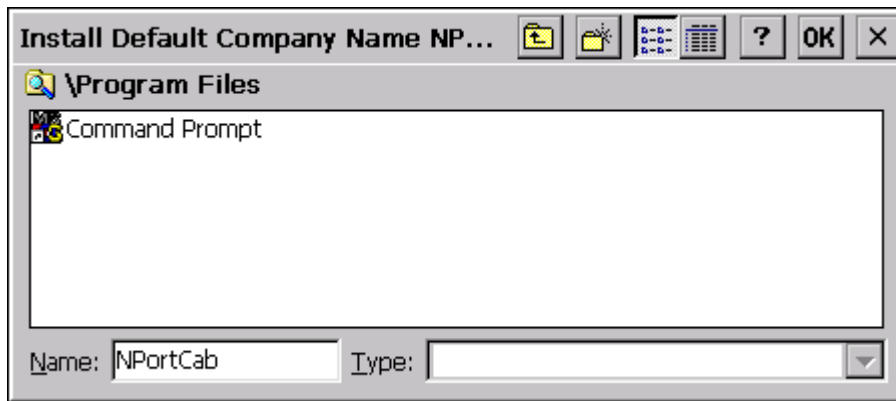 Install Default Company Name NP... ? OK ×
\Program Files
Command Prompt
Name: NPortCab Type: